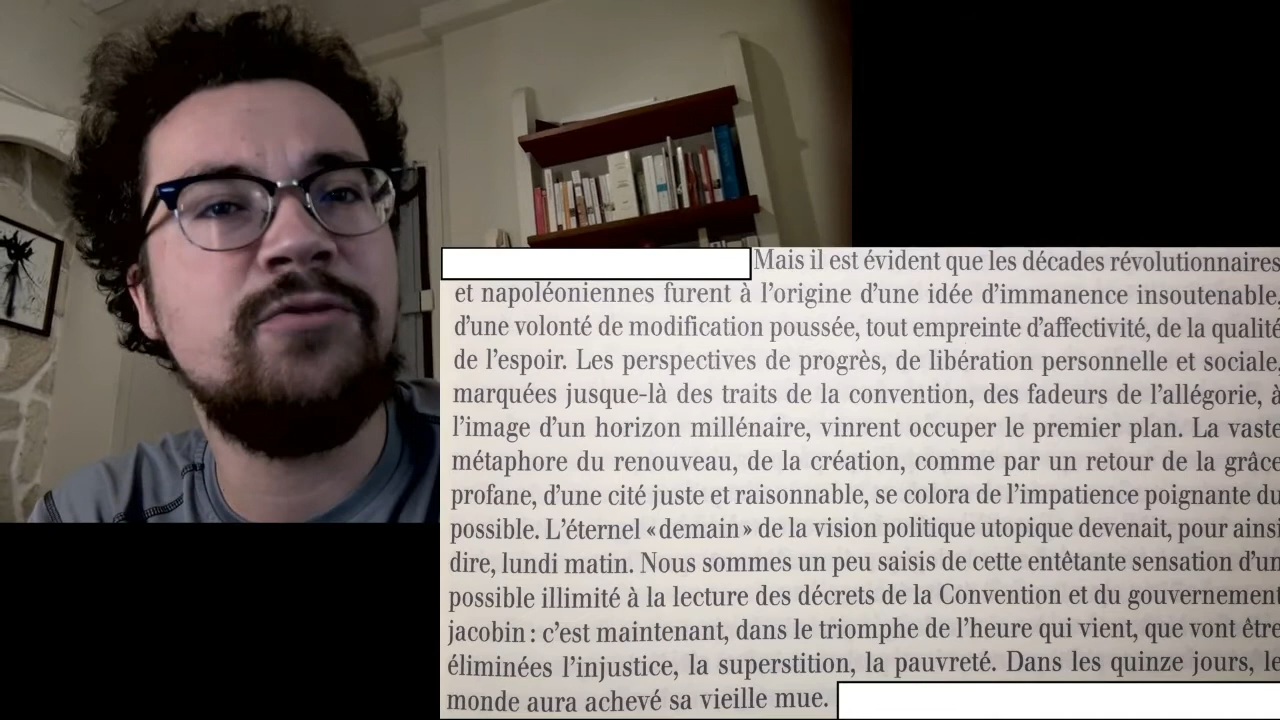 Mais il est évident que les décades révolutionnaires
et napoléoniennes furent à l’origine d’une idée d’immanence insoutenable,
d’une volonté de modification poussée, tout empreinte d’affectivité, de la qualité
de l’espoir. Les perspectives de progrès, de libération personnelle et sociale,
marquées jusque-là des traits de la convention, des fadeurs de l’allégorie, à
l’image d’un horizon millénaire, vinrent occuper le premier plan. La vaste
métaphore du renouveau, de la création, comme par un retour de la grâce
profane, d’une cité juste et raisonnable, se colora de l’impatience poignante du
possible. L’éternel « demain » de la vision politique utopique devenait, pour ainsi
dire, lundi matin. Nous sommes un peu saisis de cette entêtante sensation d’un
possible illimité à la lecture des décrets de la Convention et du gouvernement
jacobin : c’est maintenant, dans le triomphe de l’heure qui vient, que vont être
éliminées l’injustice, la superstition, la pauvreté. Dans les quinze jours, le
monde aura achevé sa vieille mue.